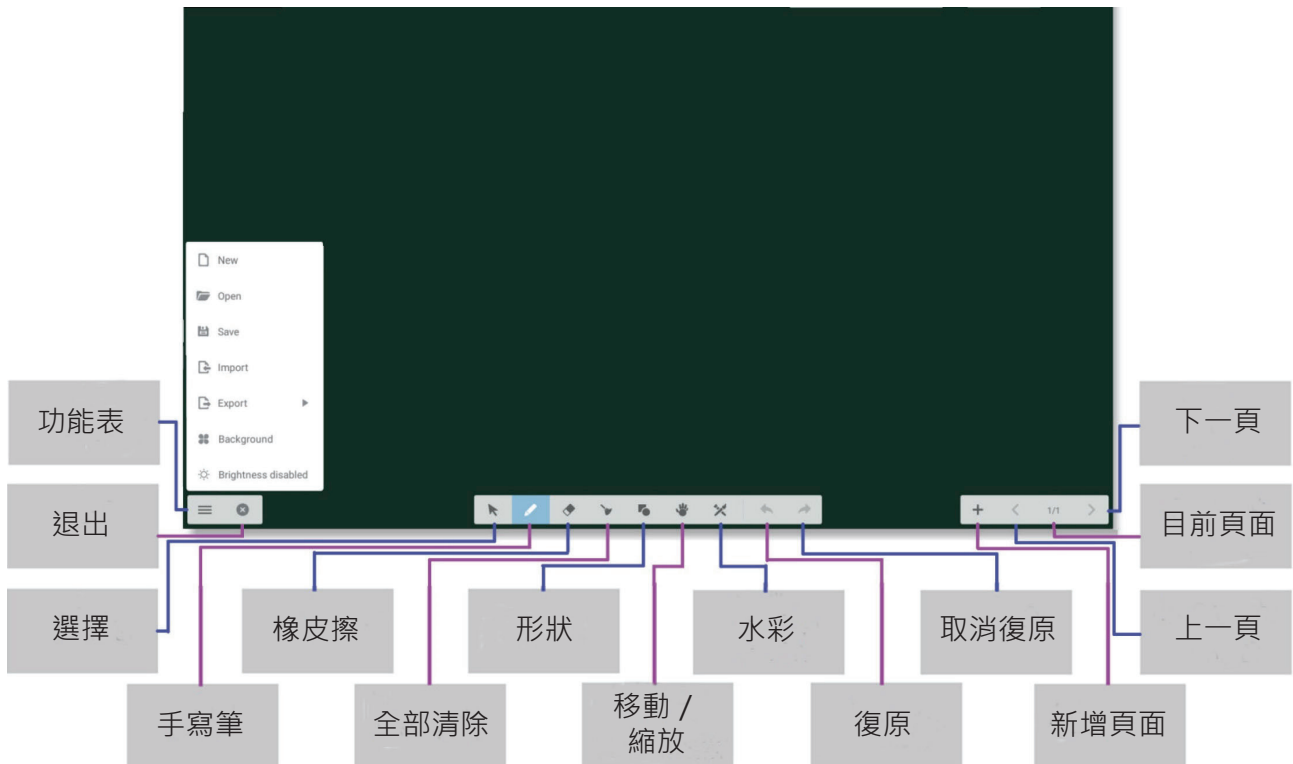 New
Open
Save
Import
Export
Background
Brightness disabled
功能表
退出
選擇
手寫筆
橡皮擦
全部清除
形狀
移動 /
縮放
水彩
復原
取消復原
新增頁面
上一頁
目前頁面
下一頁
1/1